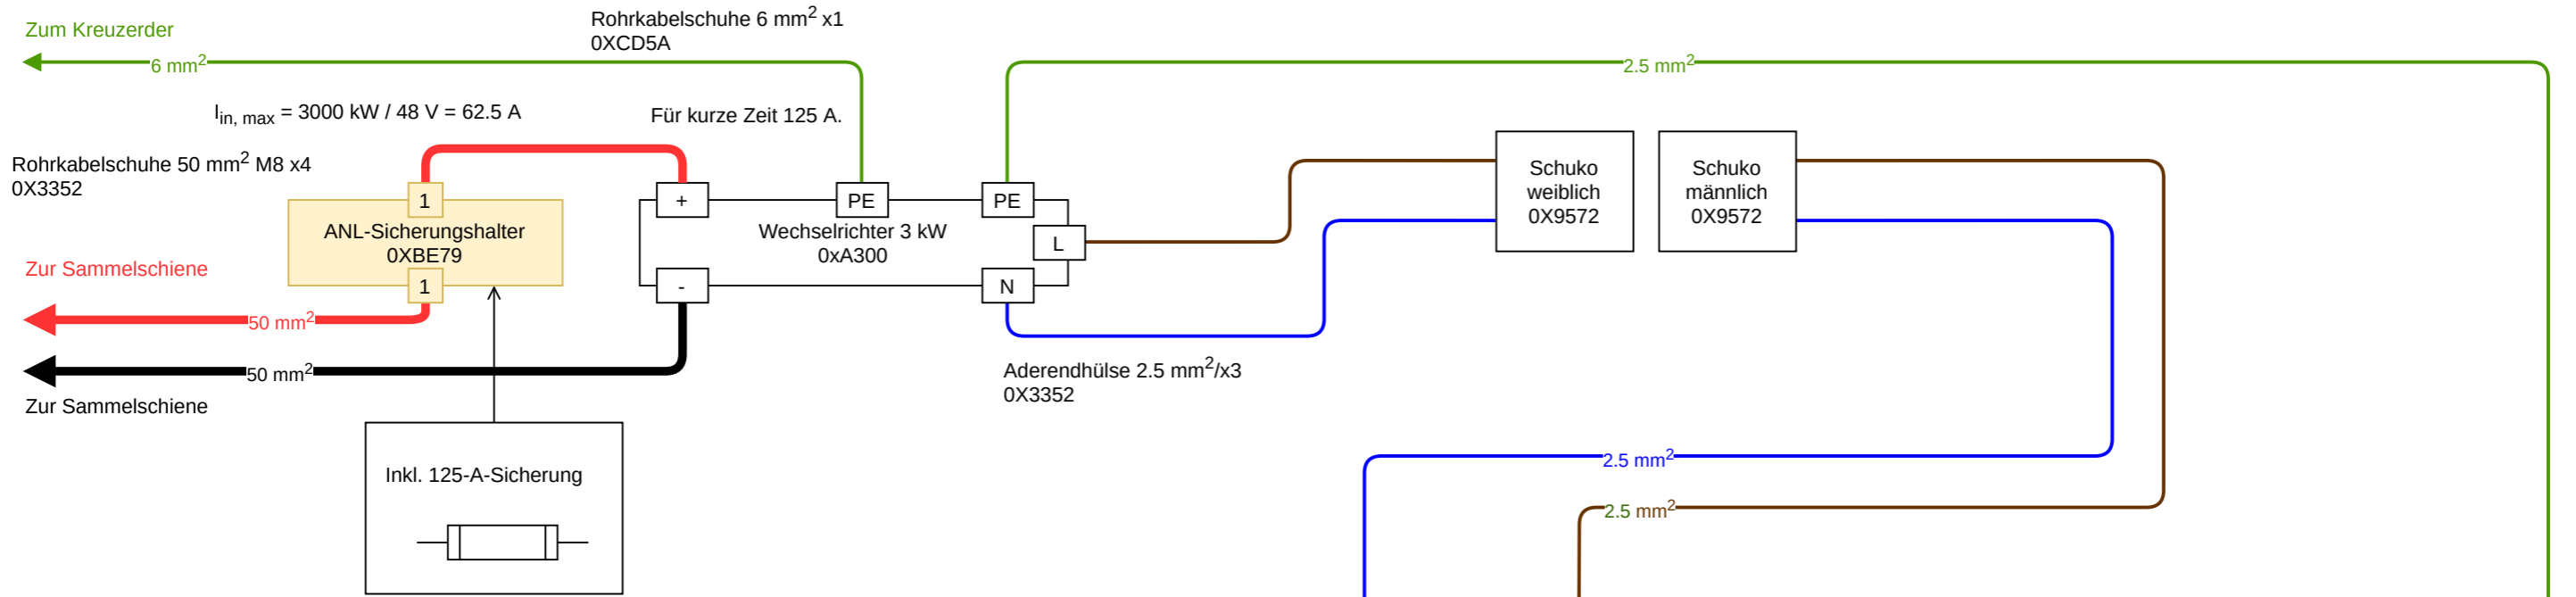 Zum Kreuzerder
6 mm²
Rohrkabelschuhe 6 mm² x1
0XCD5A
2.5 mm²
I_in, max = 3000 kW / 48 V = 62.5 A
Für kurze Zeit 125 A.
Rohrkabelschuhe 50 mm² M8 x4
0X3352
1
ANL-Sicherungshalter
0XBE79
1
+
PE
PE
Wechselrichter 3 kW
0xA300
L
-
N
Schuko
weiblich
0X9572
Schuko
männlich
0X9572
Zur Sammelschiene
50 mm²
50 mm²
Zur Sammelschiene
Aderendhülse 2.5 mm²/x3
0X3352
Inkl. 125-A-Sicherung
2.5 mm²
2.5 mm²